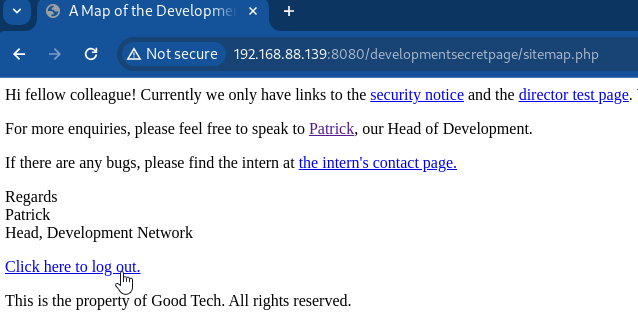 A Map of the Developme
Not secure 192.168.88.139:8080/developmentsecretpage/sitemap.php
Hi fellow colleague! Currently we only have links to the security notice and the director test page.
For more enquiries, please feel free to speak to Patrick, our Head of Development.
If there are any bugs, please find the intern at the intern's contact page.
Regards
Patrick
Head, Development Network
Click here to log out.
This is the property of Good Tech. All rights reserved.